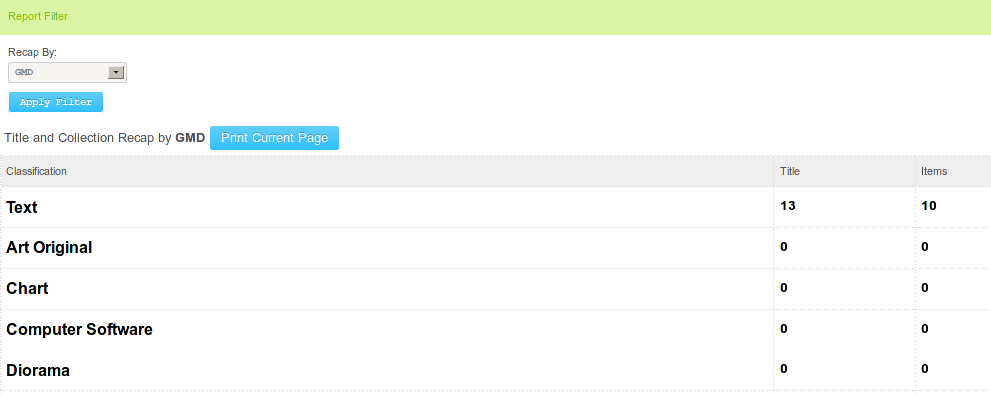 Report Filter
Recap By:
GMD
Apply Filter
Title and Collection Recap by GMD Print Current Page
Classification Title Items
Text 13 10
Art Original 0 0
Chart 0 0
Computer Software 0 0
Diorama 0 0